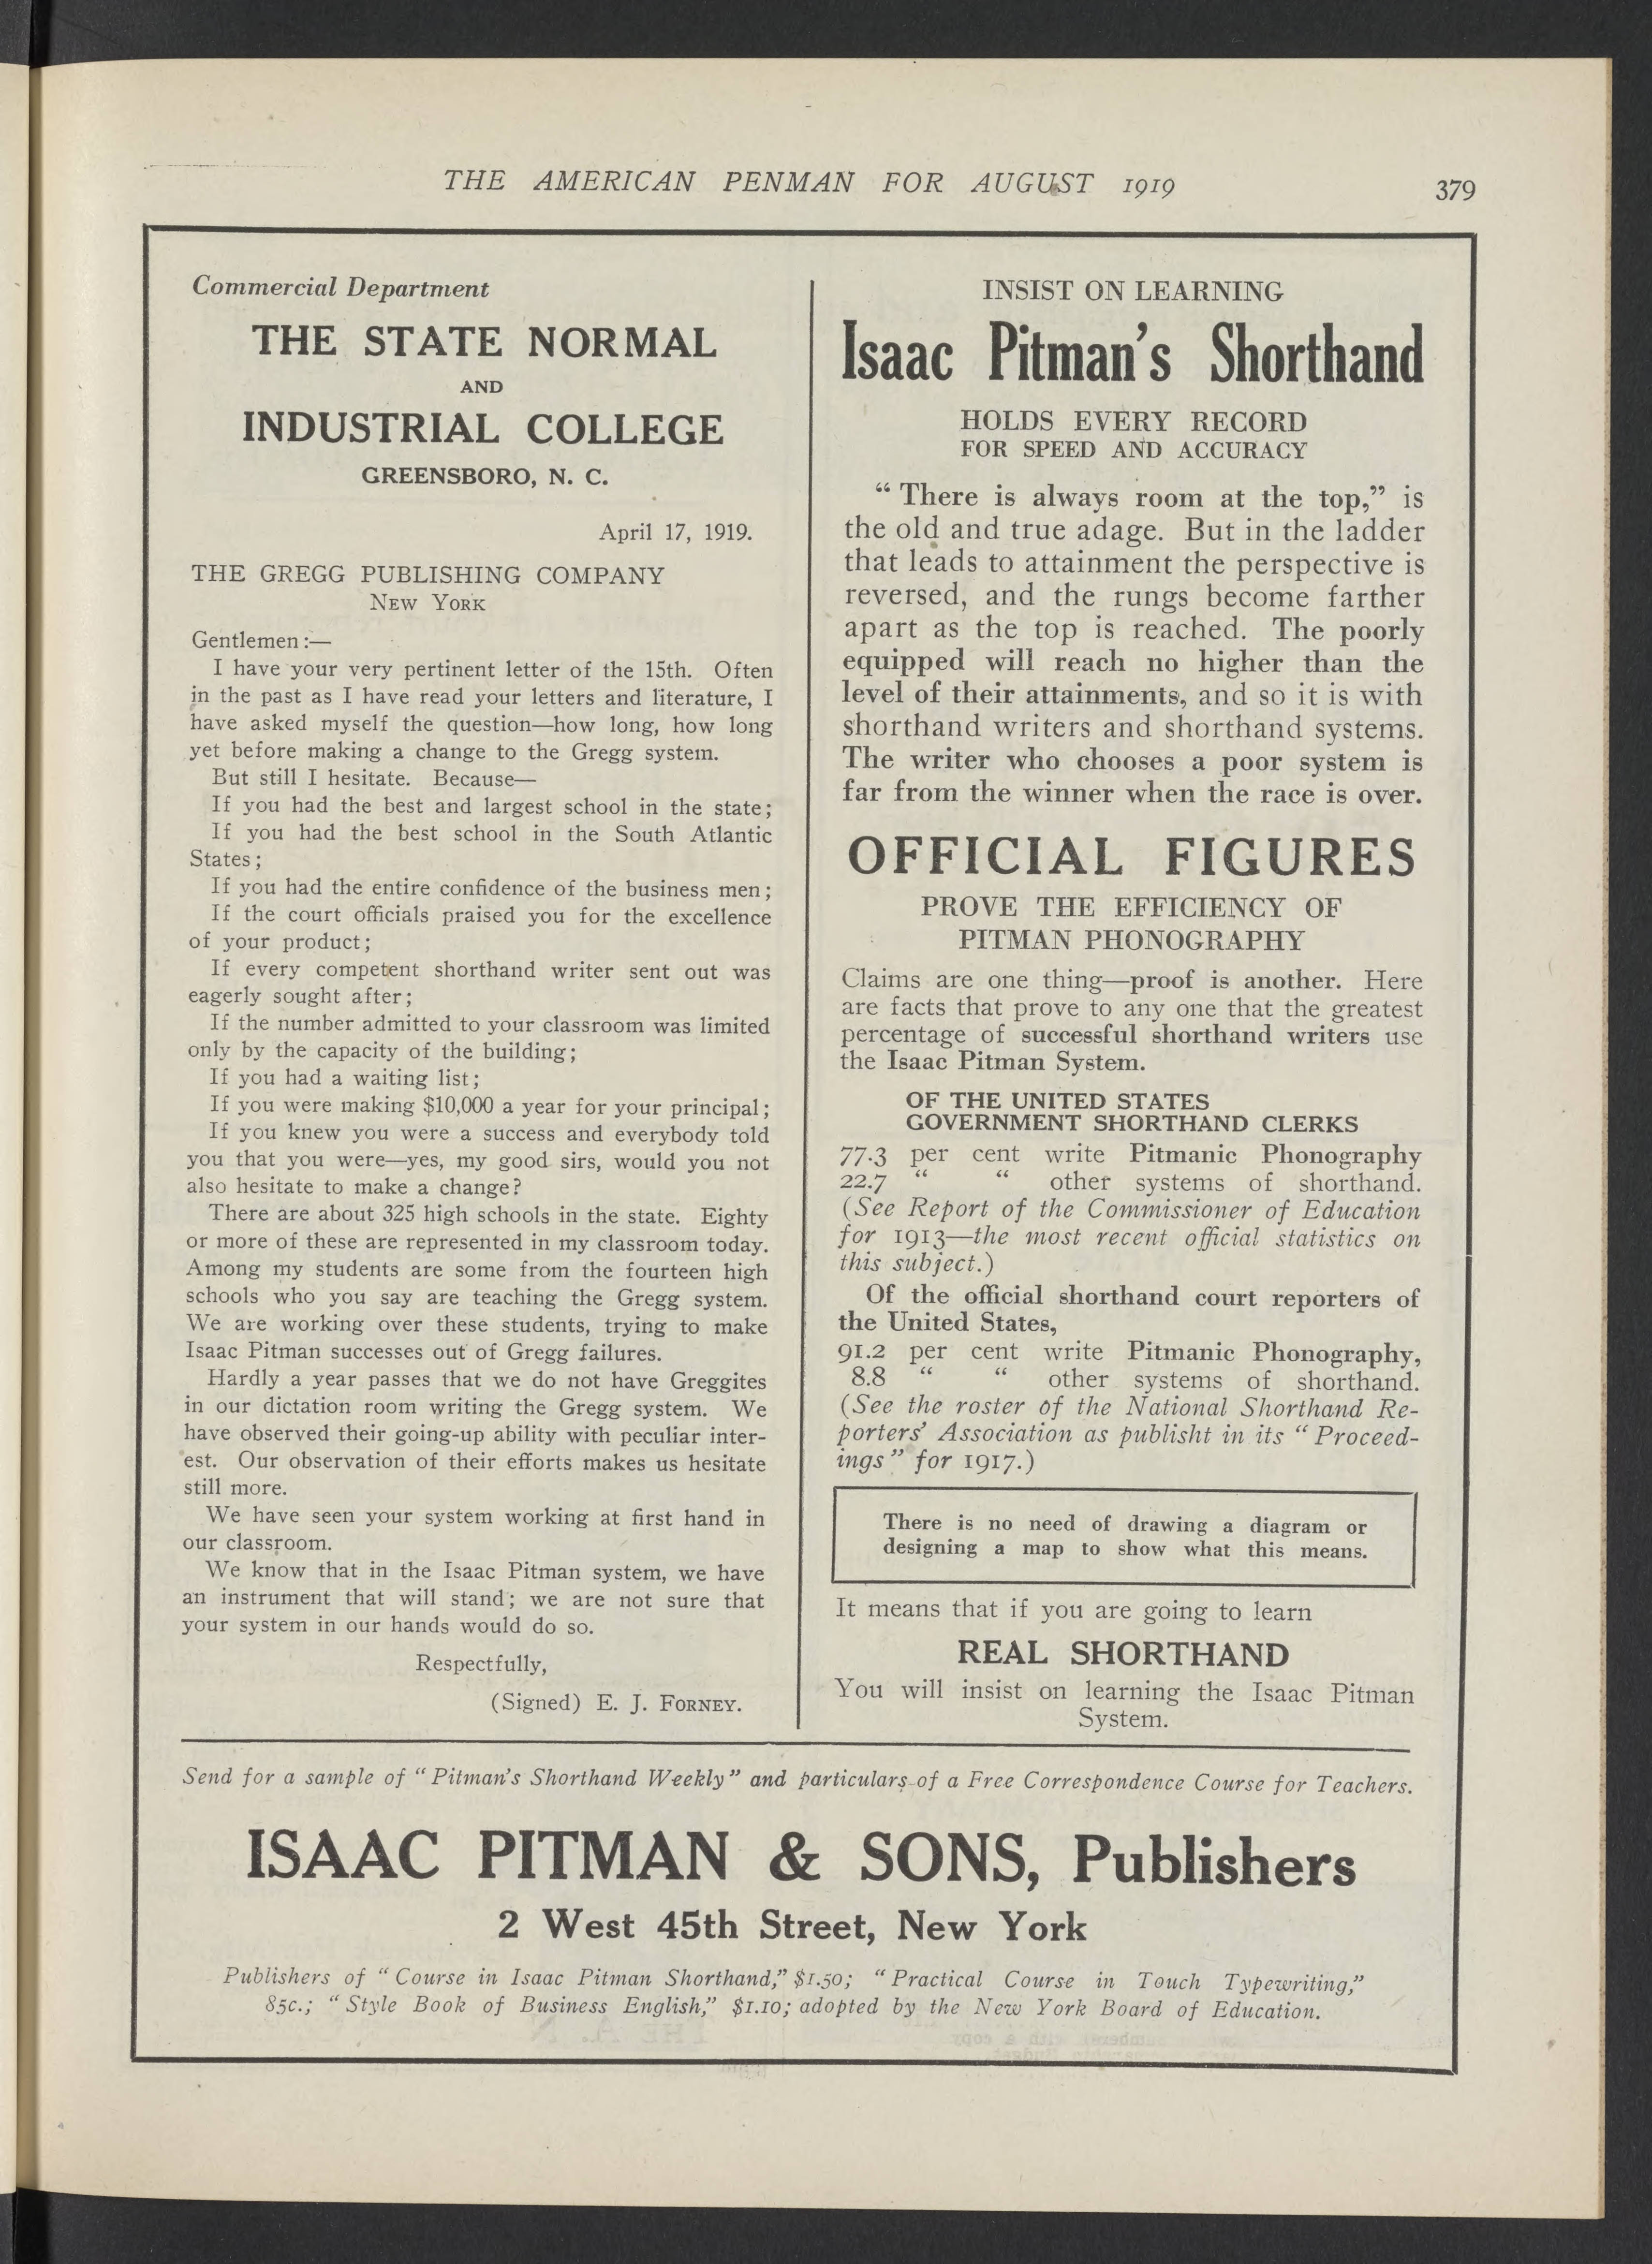 THE AMERICAN PENMAN FOR AUGUST 1919
379
Commercial Department
THE STATE NORMAL
AND
INDUSTRIAL COLLEGE
GREENSBORO, N. C.
April 17, 1919.
THE GREGG PUBLISHING COMPANY
NEW YORK
Gentlemen:—
I have your very pertinent letter of the 15th. Often
in the past as I have read your letters and literature, I
have asked myself the question—how long, how long
yet before making a change to the Gregg system.
But still I hesitate. Because—
If you had the best and largest school in the state;
If you had the best school in the South Atlantic
States;
If you had the entire confidence of the business men;
If the court officials praised you for the excellence
of your product;
If every competent shorthand writer sent out was
eagerly sought after;
If the number admitted to your classroom was limited
only by the capacity of the building;
If you had a waiting list;
If you were making $10,000 a year for your principal;
If you knew you were a success and everybody told
you that you were—yes, my good sirs, would you not
also hesitate to make a change?
There are about 325 high schools in the state. Eighty
or more of these are represented in my classroom today.
Among my students are some from the fourteen high
schools who you say are teaching the Gregg system.
We are working over these students, trying to make
Isaac Pitman successes out of Gregg failures.
Hardly a year passes that we do not have Greggites
in our dictation room writing the Gregg system. We
have observed their going-up ability with peculiar inter-
est. Our observation of their efforts makes us hesitate
still more.
We have seen your system working at first hand in
our classroom.
We know that in the Isaac Pitman system, we have
an instrument that will stand; we are not sure that
your system in our hands would do so.
Respectfully,
(Signed) E. J. FORNEY.
INSIST ON LEARNING
Isaac Pitman's Shorthand
HOLDS EVERY RECORD
FOR SPEED AND ACCURACY
"There is always room at the top," is
the old and true adage. But in the ladder
that leads to attainment the perspective is
reversed, and the rungs become farther
apart as the top is reached. The poorly
equipped will reach no higher than the
level of their attainments, and so it is with
shorthand writers and shorthand systems.
The writer who chooses a poor system is
far from the winner when the race is over.
OFFICIAL FIGURES
PROVE THE EFFICIENCY OF
PITMAN PHONOGRAPHY
Claims are one thing—proof is another. Here
are facts that prove to any one that the greatest
percentage of successful shorthand writers use
the Isaac Pitman System.
OF THE UNITED STATES
GOVERNMENT SHORTHAND CLERKS
77.3 per cent write Pitmanic Phonography
22.7 " " other systems of shorthand.
(See Report of the Commissioner of Education
for 1913—the most recent official statistics on
this subject.)
Of the official shorthand court reporters of
the United States,
91.2 per cent write Pitmanic Phonography,
8.8 " " other systems of shorthand.
(See the roster of the National Shorthand Re-
porters' Association as publisht in its "Proceed-
ings" for 1917.)
There is no need of drawing a diagram or
designing a map to show what this means.
It means that if you are going to learn
REAL SHORTHAND
You will insist on learning the Isaac Pitman
System.
Send for a sample of "Pitman's Shorthand Weekly" and particulars of a Free Correspondence Course for Teachers.
ISAAC PITMAN & SONS, Publishers
2 West 45th Street, New York
Publishers of "Course in Isaac Pitman Shorthand," $1.50; "Practical Course in Touch Typewriting,"
85c.; "Style Book of Business English," $1.10; adopted by the New York Board of Education.